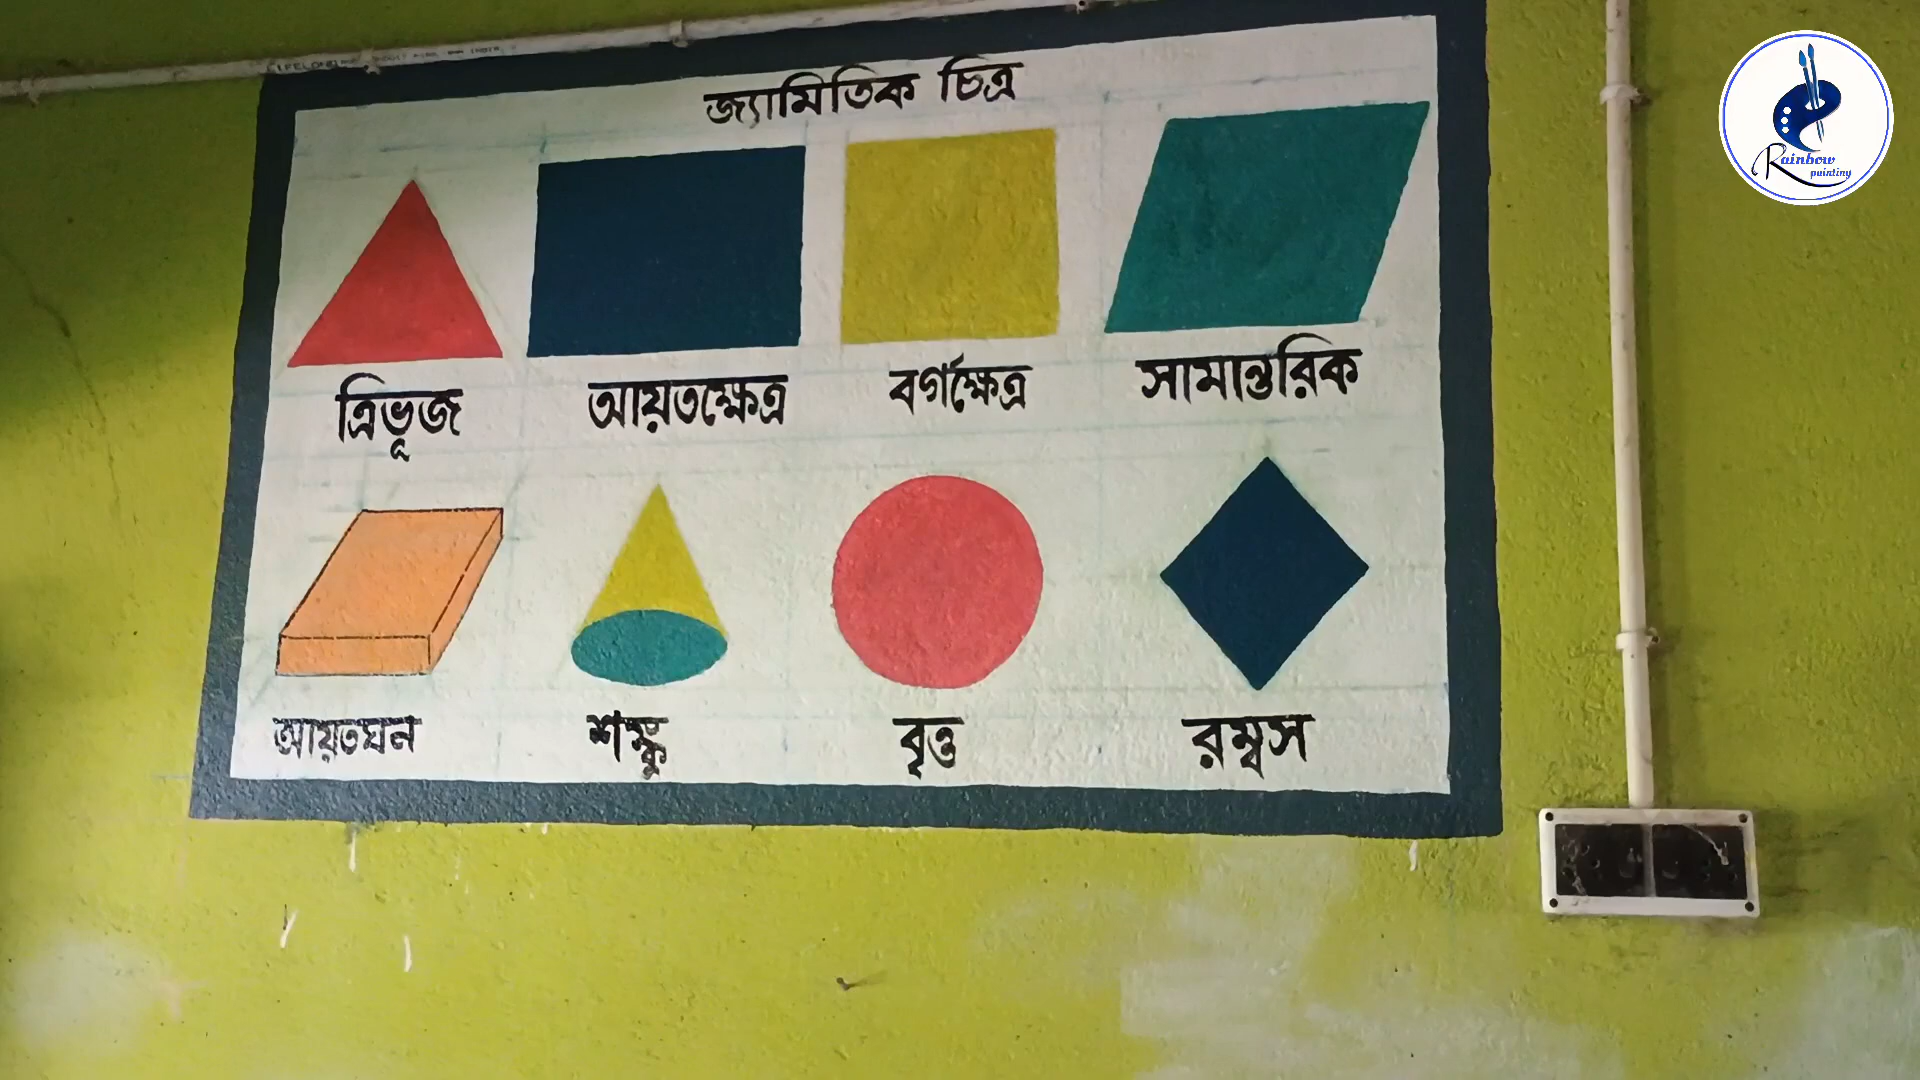 জ্যামিতিক চিত্র
ত্রিভূজ আয়তক্ষেত্র বর্গক্ষেত্র সামান্তরিক
আয়তঘন শঙ্কু বৃত্ত রম্বস
Rainbow
painting